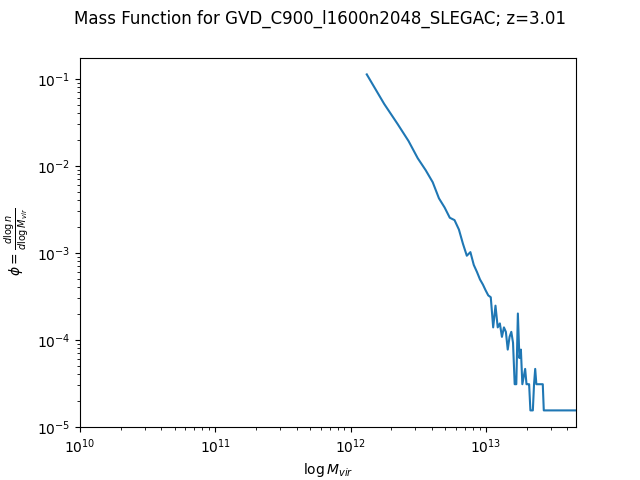 Mass Function for GVD_C900_l1600n2048_SLEGAC; z=3.01
10⁻¹
10⁻²
10⁻³
10⁻⁴
10⁻⁵
ϕ = d log n / d log M_vir
10¹⁰ 10¹¹ 10¹² 10¹³
log M_vir